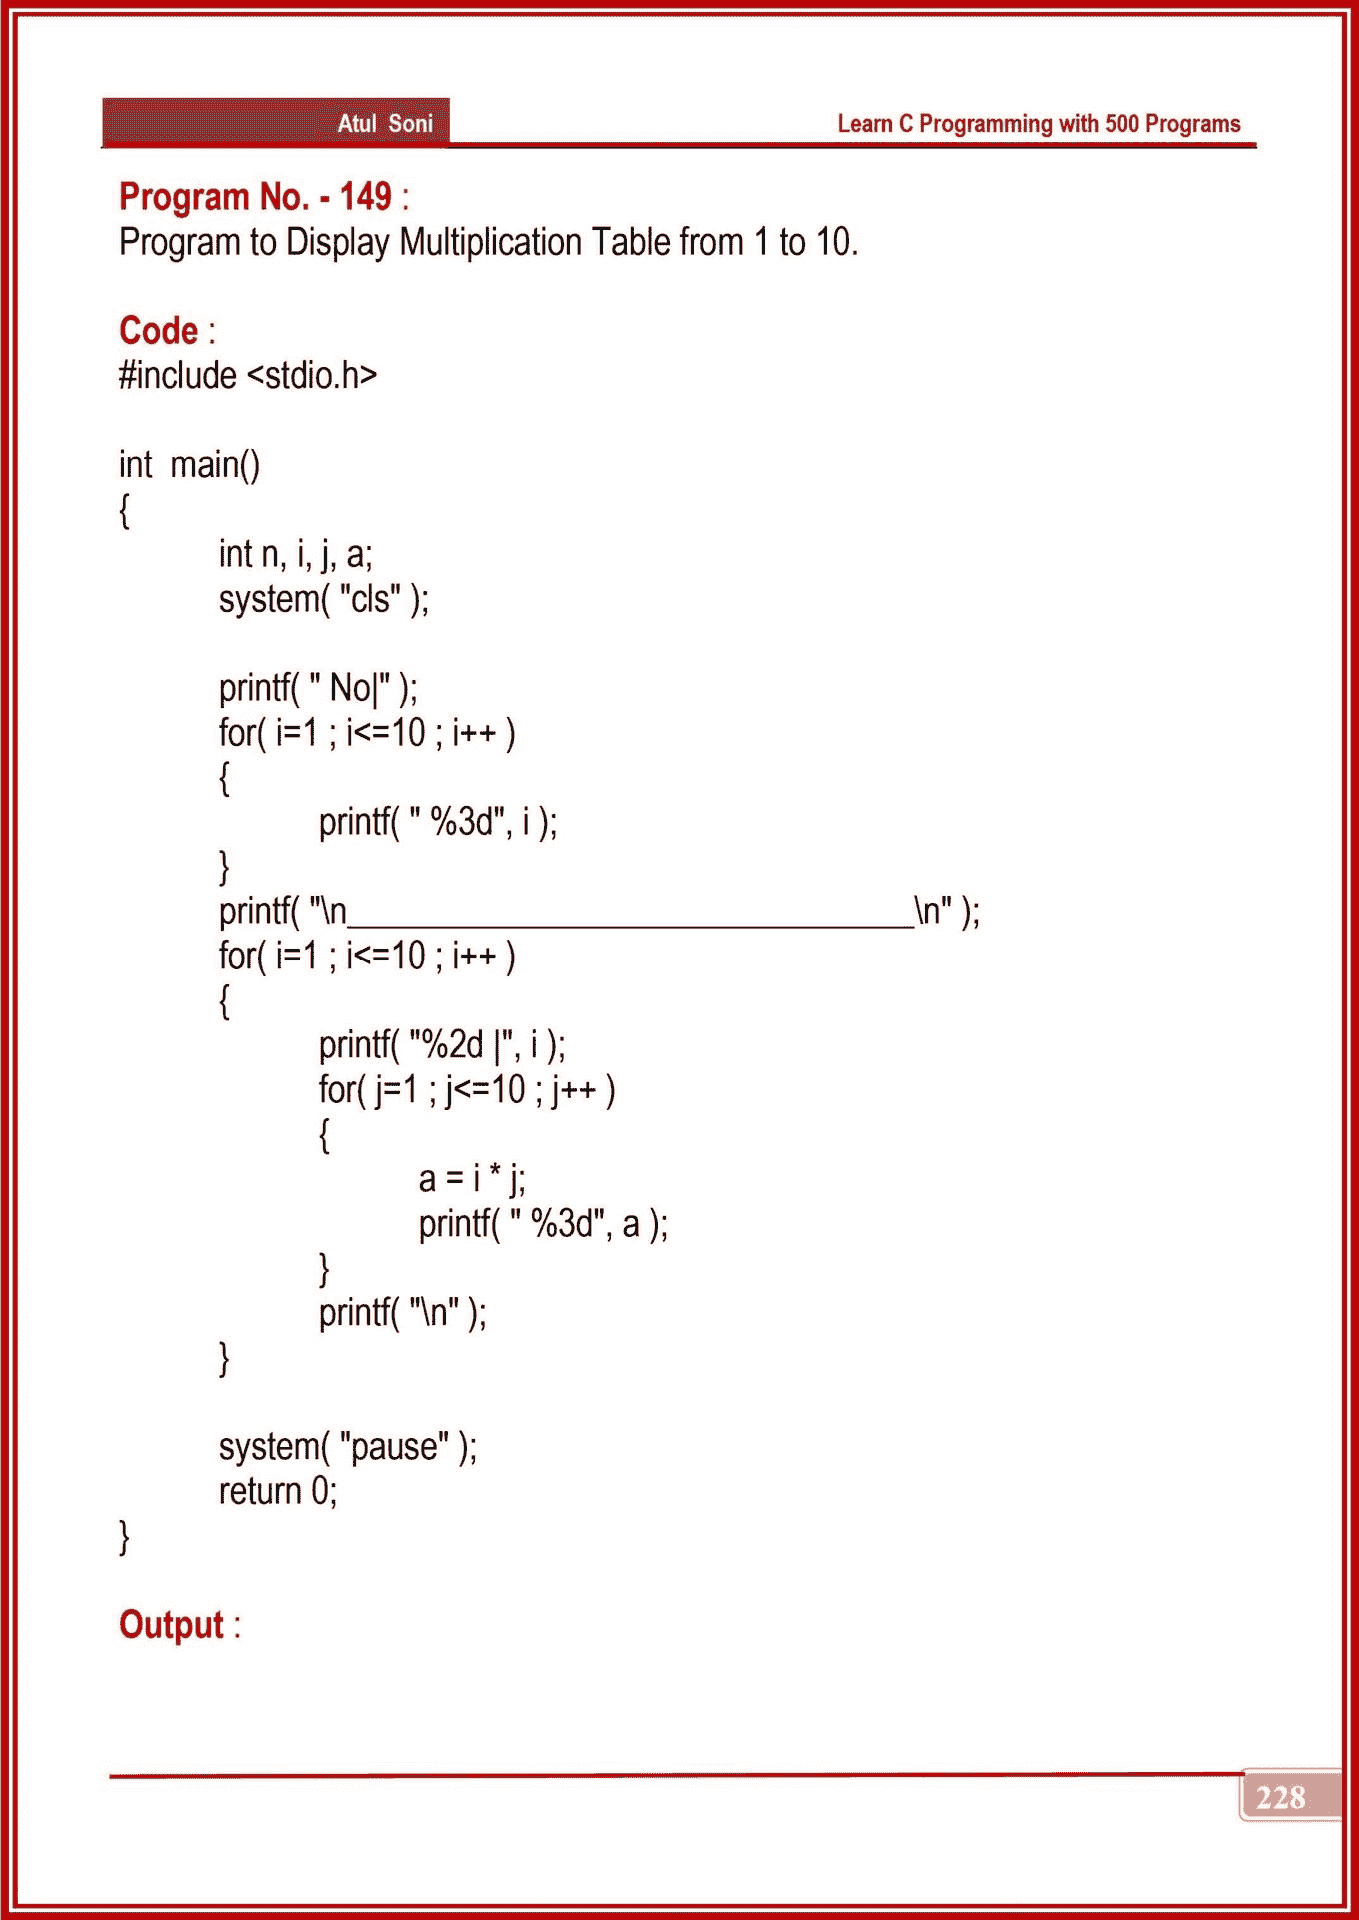 Atul Soni
Learn C Programming with 500 Programs
Program No. - 149 :
Program to Display Multiplication Table from 1 to 10.
Code :
#include <stdio.h>
int main()
{
int n, i, j, a;
system( "cls" );
printf( " No|" );
for( i=1 ; i<=10 ; i++ )
{
printf( " %3d", i );
}
printf( "\n___________________________________\n" );
for( i=1 ; i<=10 ; i++ )
{
printf( "%2d |", i );
for( j=1 ; j<=10 ; j++ )
{
a = i * j;
printf( " %3d", a );
}
printf( "\n" );
}
system( "pause" );
return 0;
}
Output :
228